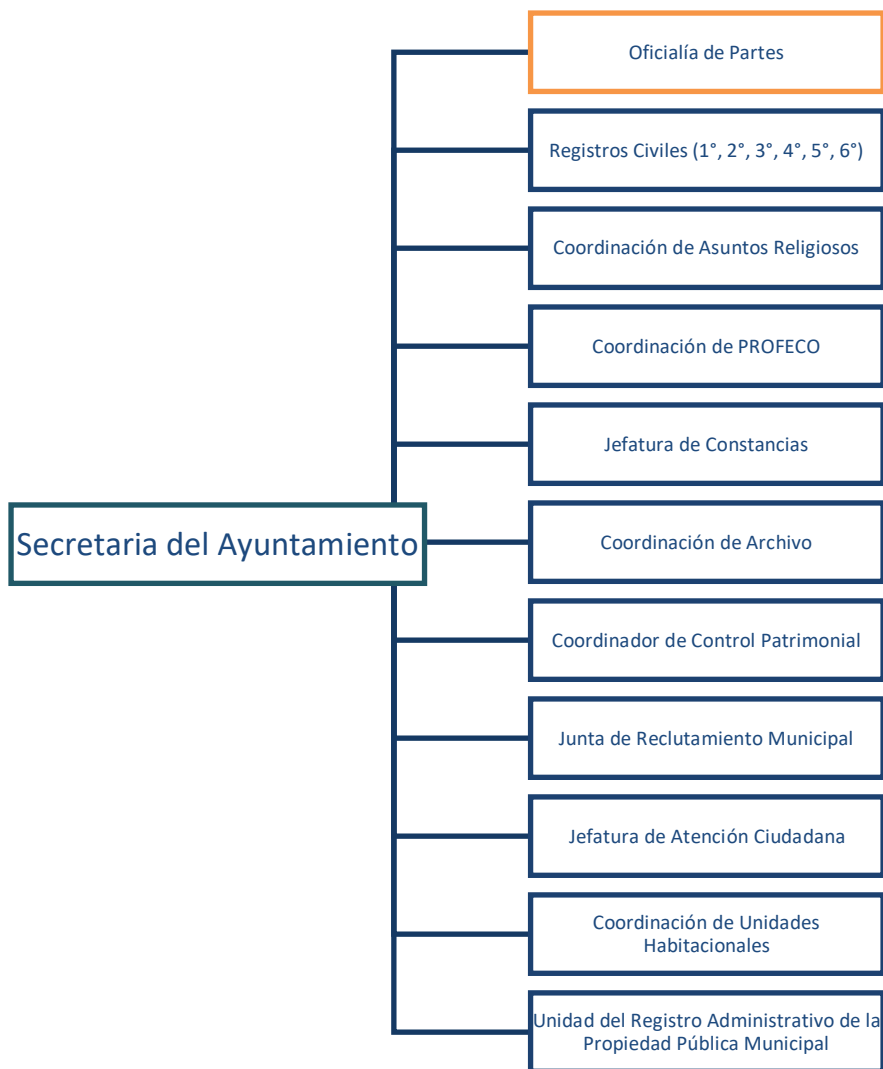 Oficialía de Partes
Registros Civiles (1°, 2°, 3°, 4°, 5°, 6°)
Coordinación de Asuntos Religiosos
Coordinación de PROFECO
Jefatura de Constancias
Secretaria del Ayuntamiento
Coordinación de Archivo
Coordinador de Control Patrimonial
Junta de Reclutamiento Municipal
Jefatura de Atención Ciudadana
Coordinación de Unidades
Habitacionales
Unidad del Registro Administrativo de la
Propiedad Pública Municipal